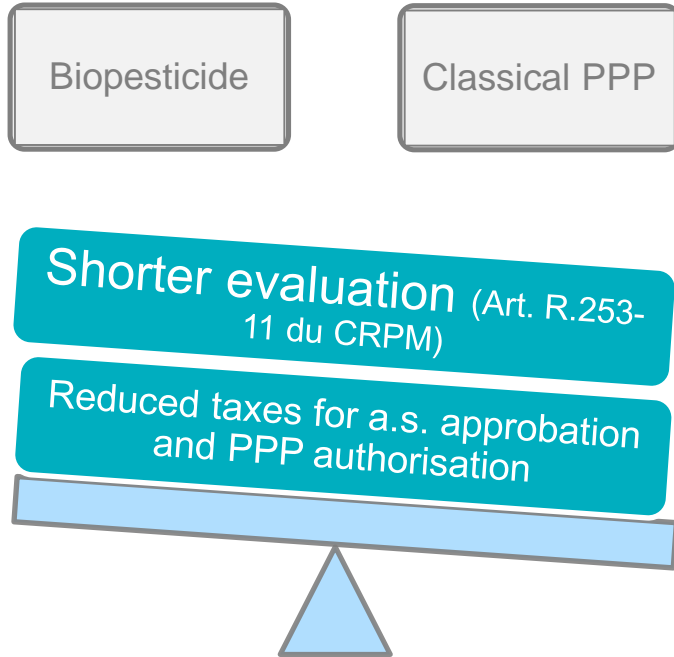 Biopesticide
Classical PPP
Shorter evaluation (Art. R.253-
11 du CRPM)
Reduced taxes for a.s. approbation
and PPP authorisation